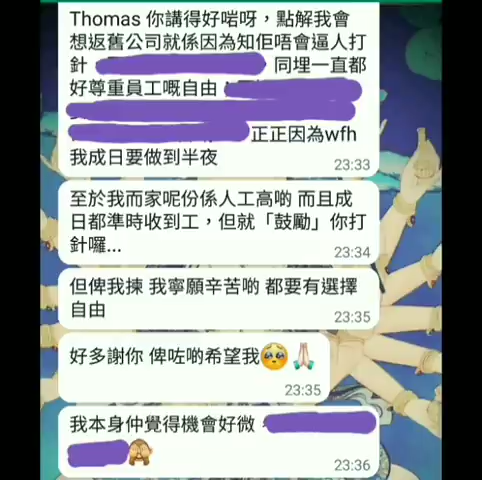 Thomas 你講得好啱呀，點解我會
想返舊公司就係因為知佢唔會逼人打
針 同埋一直都
好尊重員工嘅自由
正正因為wfh
我成日要做到半夜
23:33
至於我而家呢份係人工高啲 而且成
日都準時收到工，但就「鼓勵」你打
針囉...
23:34
但俾我揀 我寧願辛苦啲 都要有選擇
自由
23:35
好多謝你 俾咗啲希望我🥹🙏🏻
23:35
我本身仲覺得機會好微
🙈
23:36